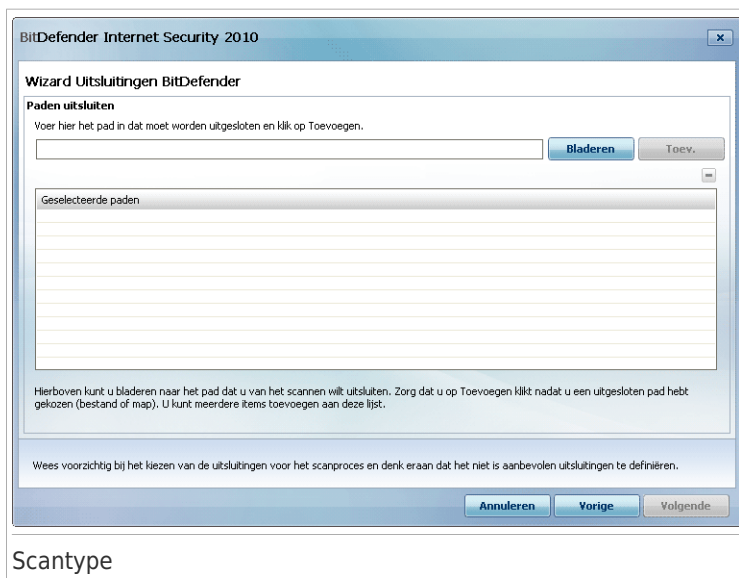 BitDefender Internet Security 2010
Wizard Uitsluitingen BitDefender
Paden uitsluiten
Voer hier het pad in dat moet worden uitgesloten en klik op Toevoegen.
Bladeren
Toev.
Geselecteerde paden
Hierboven kunt u bladeren naar het pad dat u van het scannen wilt uitsluiten. Zorg dat u op Toevoegen klikt nadat u een uitgesloten pad hebt
gekozen (bestand of map). U kunt meerdere items toevoegen aan deze lijst.
Wees voorzichtig bij het kiezen van de uitsluitingen voor het scanproces en denk eraan dat het niet is aanbevolen uitsluitingen te definiëren.
Annuleren
Vorige
Volgende
Scantype